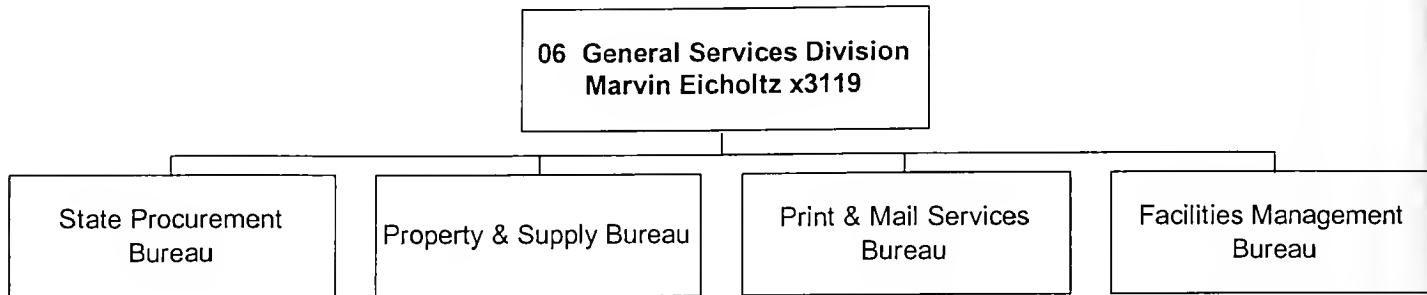 06 General Services Division
Marvin Eicholtz x3119
State Procurement
Bureau
Property & Supply Bureau
Print & Mail Services
Bureau
Facilities Management
Bureau